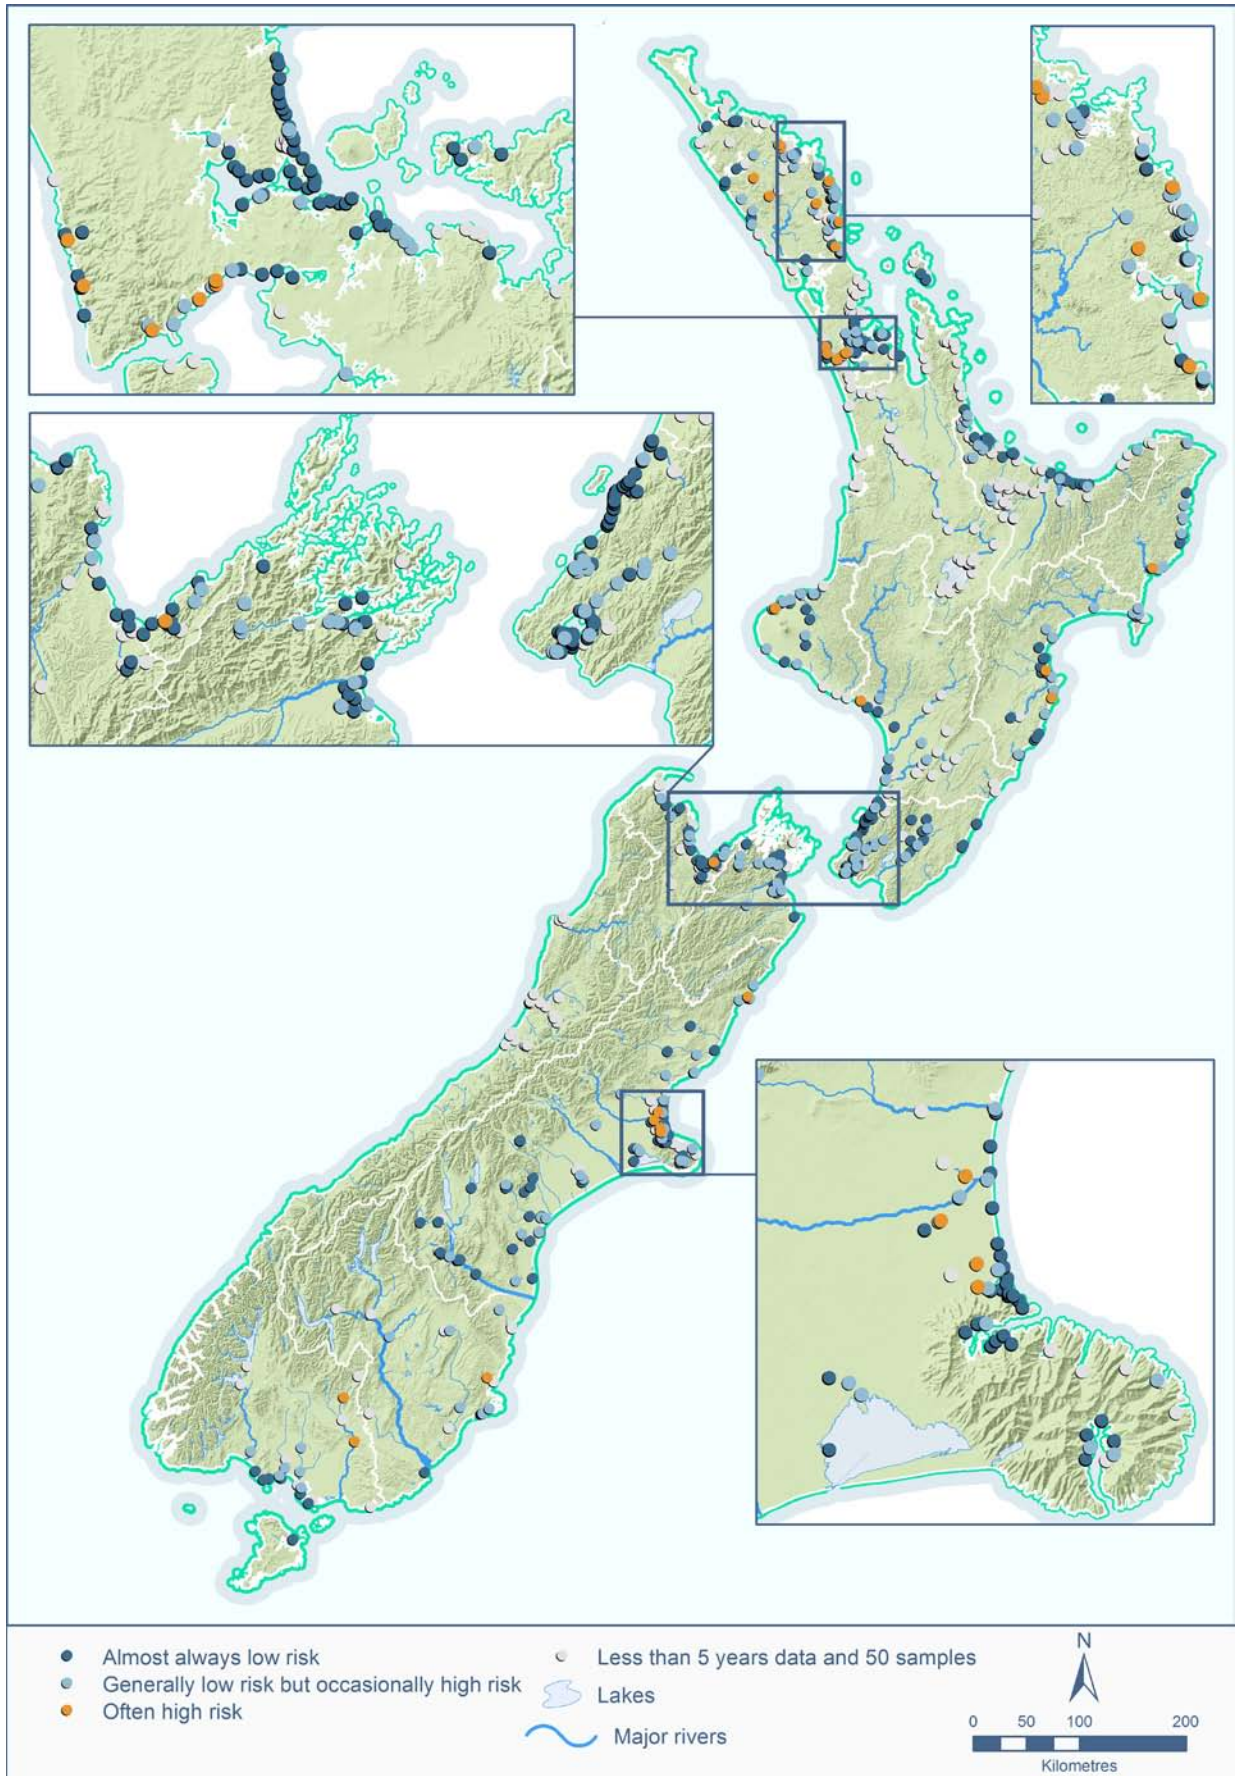 Almost always low risk
Generally low risk but occasionally high risk
Often high risk
Less than 5 years data and 50 samples
Lakes
Major rivers
N
0 50 100 200
Kilometres